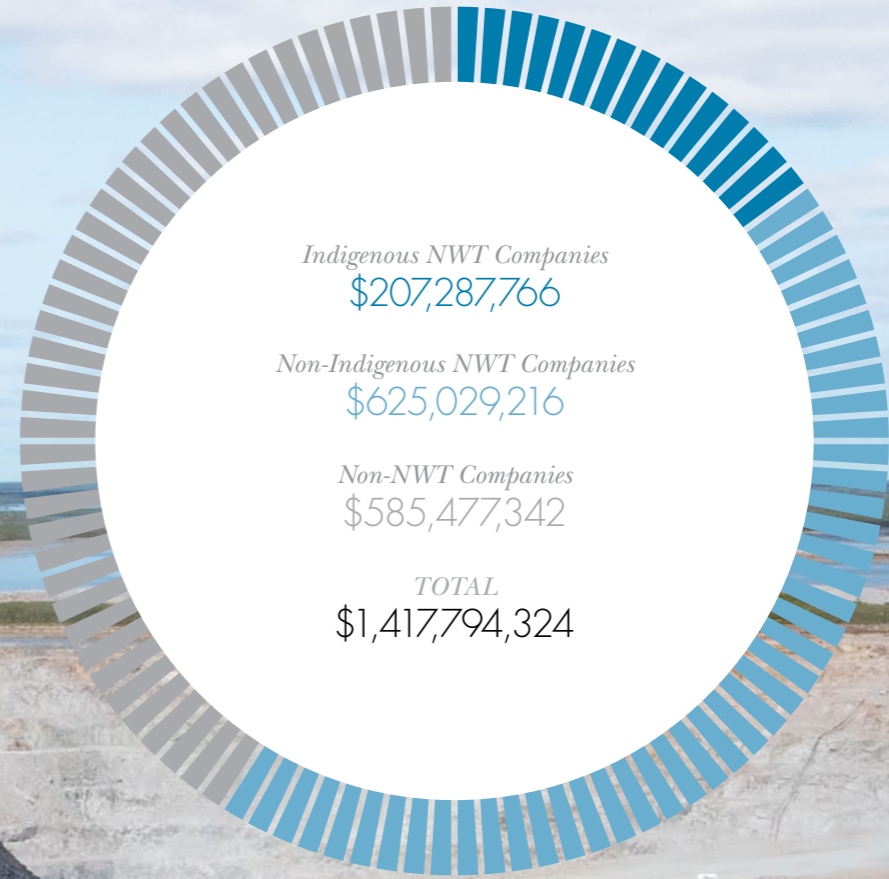 Indigenous NWT Companies
$207,287,766
Non-Indigenous NWT Companies
$625,029,216
Non-NWT Companies
$585,477,342
TOTAL
$1,417,794,324